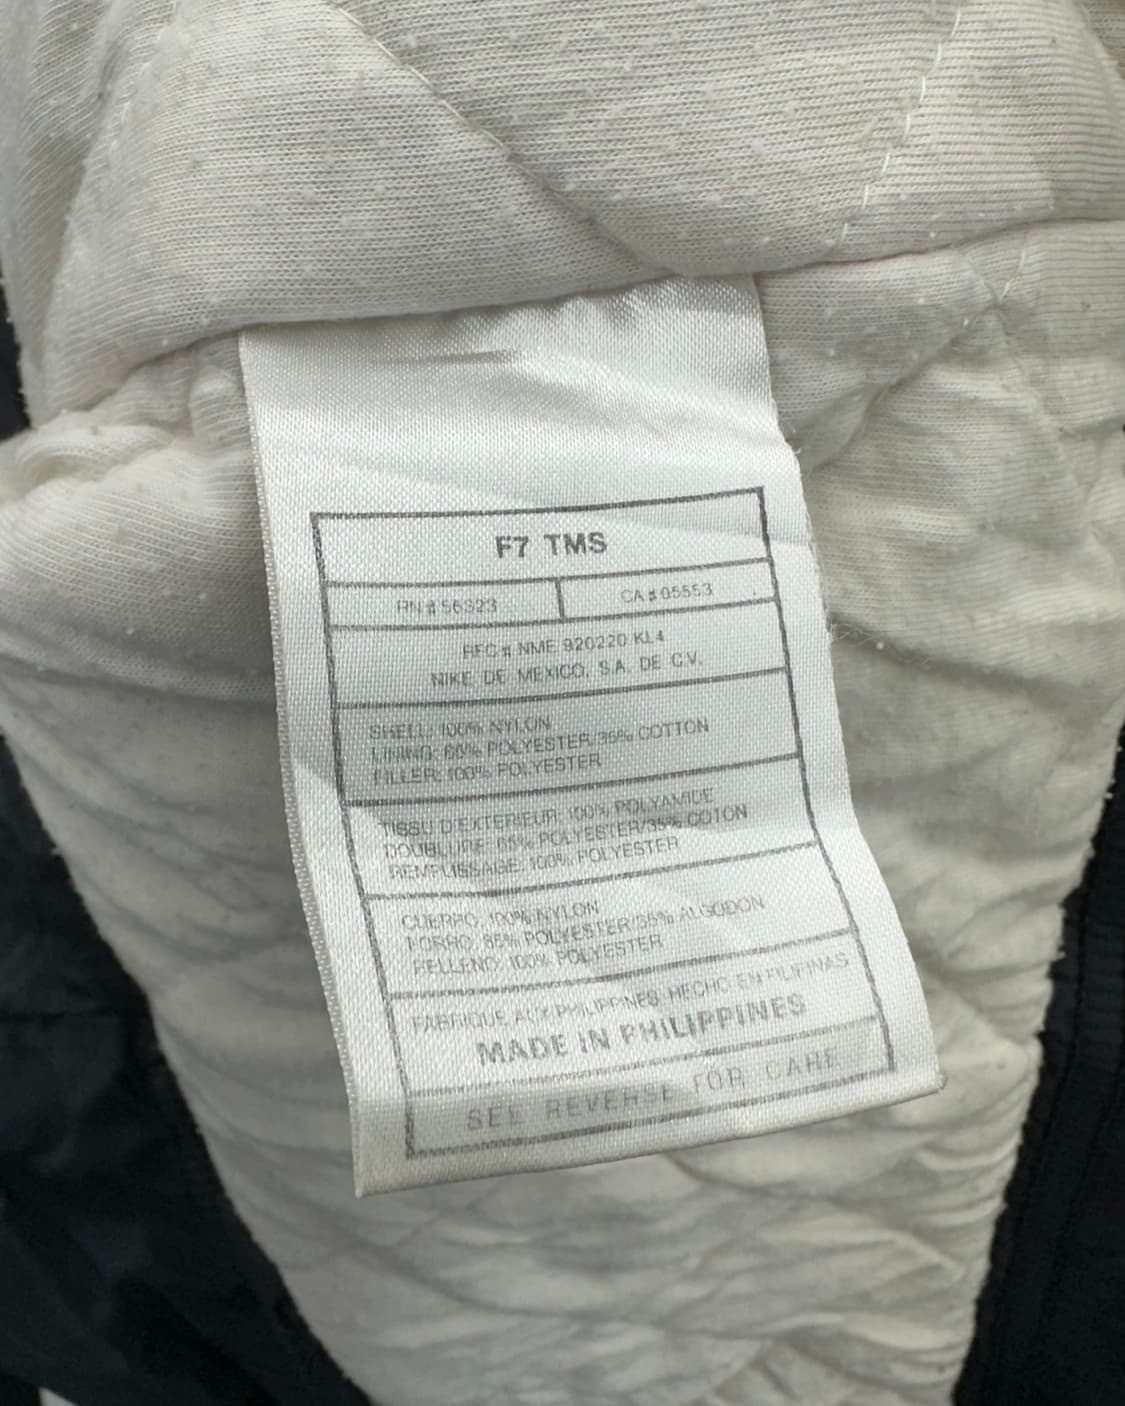 F7 TMS
RN # 56323
CA # 05553
RFC # NME 920220 KL4
NIKE DE MEXICO, S.A. DE C.V.
SHELL: 100% NYLON
LINING: 65% POLYESTER/35% COTTON
FILLER: 100% POLYESTER
TISSU D'EXTERIEUR: 100% POLYAMIDE
DOUBLURE: 65% POLYESTER/35% COTON
REMPLISSAGE: 100% POLYESTER
CUERPO: 100% NYLON
FORRO: 65% POLYESTER/35% ALGODON
RELLENO: 100% POLYESTER
FABRIQUE AUX PHILIPPINES HECHO EN FILIPINAS
MADE IN PHILIPPINES
SEE REVERSE FOR CARE